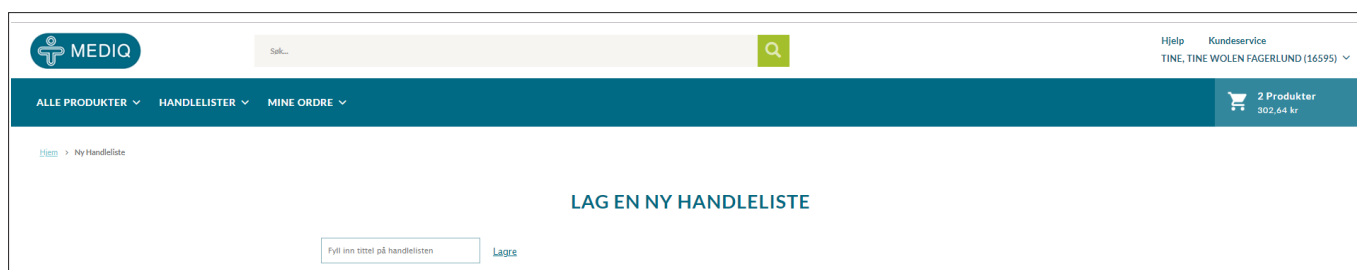 MEDIQ
Søk...
Hjelp Kundeservice
TINE, TINE WOLEN FAGERLUND (16595)
ALLE PRODUKTER HANDLELISTER MINE ORDRE
2 Produkter
302,64 kr
Hjem > Ny Handleliste
LAG EN NY HANDLELISTE
Fyll inn tittel på handlelisten Lagre